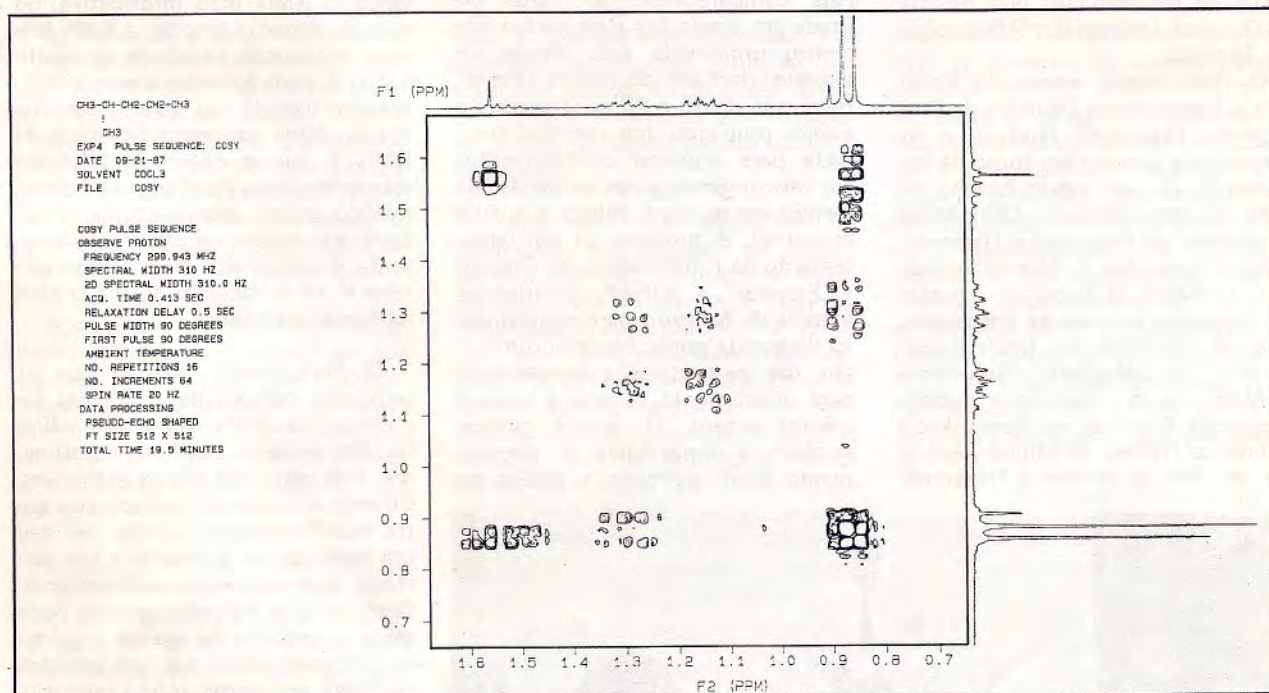 CH3-CH-CH2-CH2-CH3
CH3
EXP4 PULSE SEQUENCE: COSY
DATE 09-21-87
SOLVENT CDCL3
FILE COSY
COSY PULSE SEQUENCE
OBSERVE PROTON
FREQUENCY 299.943 MHZ
SPECTRAL WIDTH 310 HZ
2D SPECTRAL WIDTH 310.0 HZ
ACQ. TIME 0.413 SEC
RELAXATION DELAY 0.5 SEC
PULSE WIDTH 90 DEGREES
FIRST PULSE 90 DEGREES
AMBIENT TEMPERATURE
NO. REPETITIONS 16
NO. INCREMENTS 64
SPIN RATE 20 HZ
DATA PROCESSING
PSEUDO-ECHO SHAPED
FT SIZE 512 X 512
TOTAL TIME 19.5 MINUTES
F1 (PPM)
1.6
1.5
1.4
1.3
1.2
1.1
1.0
0.9
0.8
0.7
1.6 1.5 1.4 1.3 1.2 1.1 1.0 0.9 0.8 0.7
F2 (PPM)